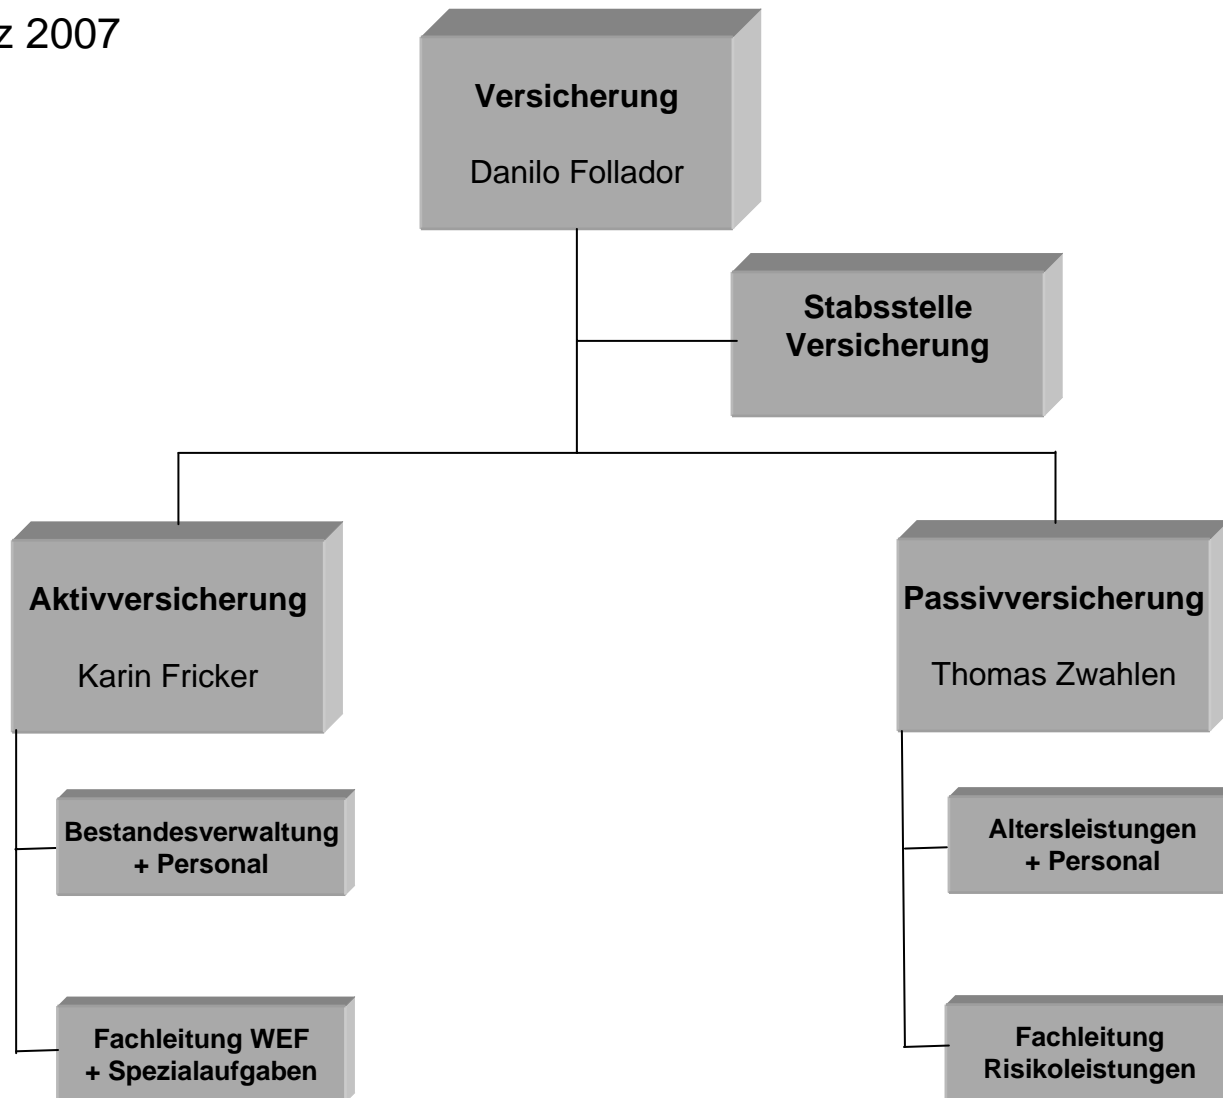 z 2007
Versicherung
Danilo Follador
Stabsstelle
Versicherung
Aktivversicherung
Karin Fricker
Passivversicherung
Thomas Zwahlen
Bestandesverwaltung
+ Personal
Altersleistungen
+ Personal
Fachleitung WEF
+ Spezialaufgaben
Fachleitung
Risikoleistungen